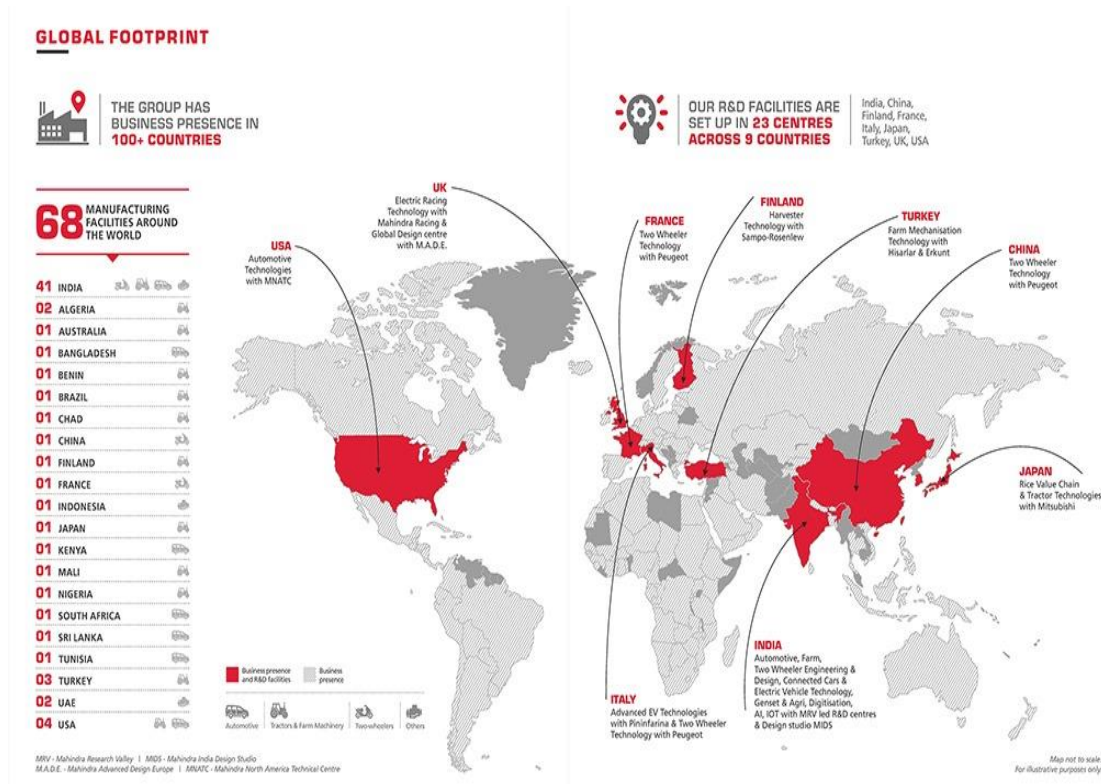 GLOBAL FOOTPRINT
THE GROUP HAS
BUSINESS PRESENCE IN
100+ COUNTRIES
OUR R&D FACILITIES ARE
SET UP IN 23 CENTRES
ACROSS 9 COUNTRIES
India, China,
Finland, France,
Italy, Japan,
Turkey, UK, USA
68 MANUFACTURING
FACILITIES AROUND
THE WORLD
41 INDIA
02 ALGERIA
01 AUSTRALIA
01 BANGLADESH
01 BENIN
01 BRAZIL
01 CHAD
01 CHINA
01 FINLAND
01 FRANCE
01 INDONESIA
01 JAPAN
01 KENYA
01 MALI
01 NIGERIA
01 SOUTH AFRICA
01 SRI LANKA
01 TUNISIA
03 TURKEY
02 UAE
04 USA
USA
Automotive
Technologies
with MNATC
UK
Electric Racing
Technology with
Mahindra Racing &
Global Design centre
with M.A.D.E.
FRANCE
Two Wheeler
Technology
with Peugeot
FINLAND
Harvester
Technology with
Sampo-Rosenlew
TURKEY
Farm Mechanisation
Technology with
Hisarlar & Erkunt
CHINA
Two Wheeler
Technology
with Peugeot
JAPAN
Rice Value Chain
& Tractor Technologies
with Mitsubishi
INDIA
Automotive, Farm,
Two Wheeler Engineering &
Design, Connected Cars &
Electric Vehicle Technology,
Genset & Agri, Digitisation,
AI, IOT with MRV led R&D centres
& Design studio MIDS
ITALY
Advanced EV Technologies
with Pininfarina & Two Wheeler
Technology with Peugeot
Business presence
and R&D facilities
Business
presence
Automotive
Tractors & Farm Machinery
Two-wheelers
Others
MRV - Mahindra Research Valley | MIDS - Mahindra India Design Studio
M.A.D.E. - Mahindra Advanced Design Europe | MNATC - Mahindra North America Technical Centre
Map not to scale
For illustrative purposes only